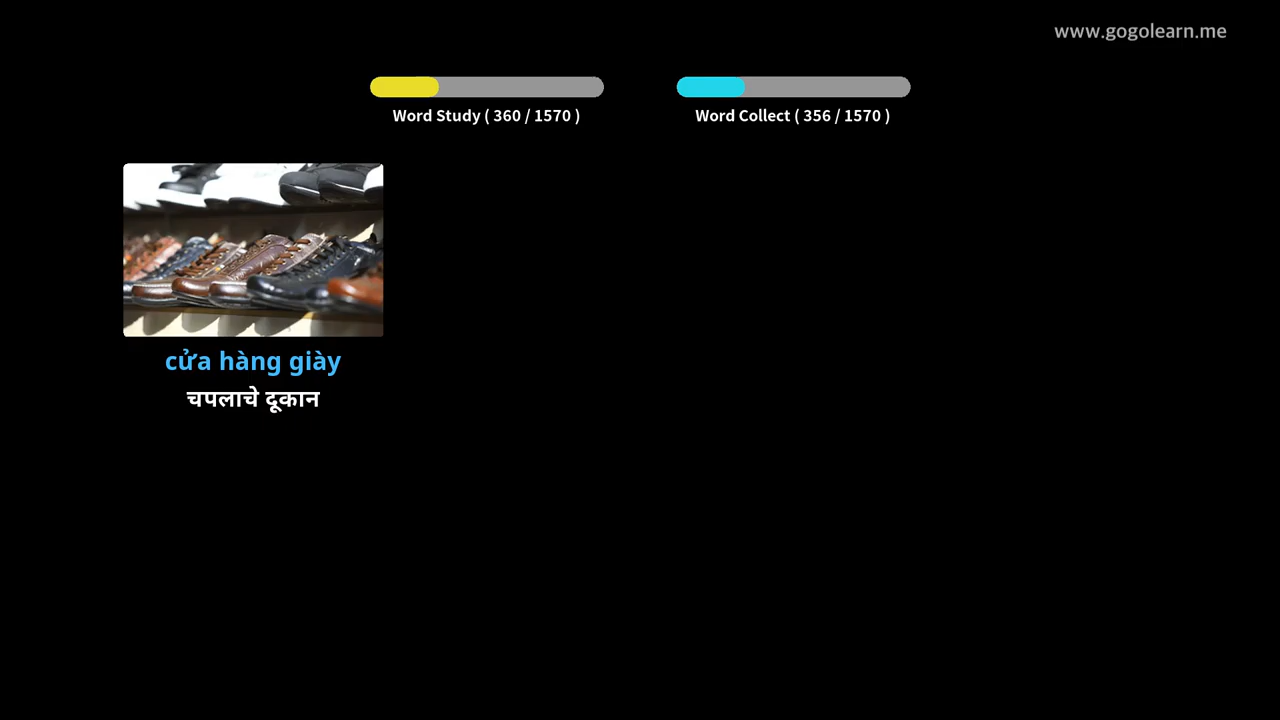 www.gogolearn.me
Word Study ( 360 / 1570 )
Word Collect ( 356 / 1570 )
cửa hàng giày
चपलाचे दूकान